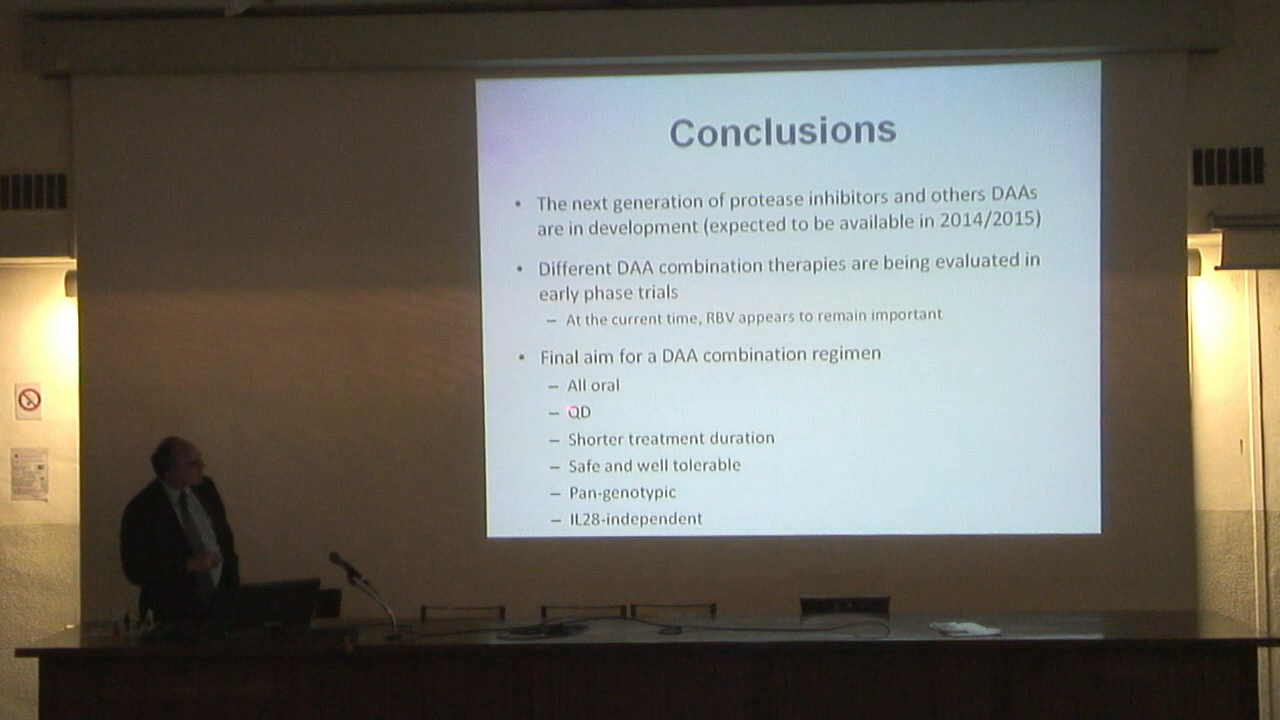 Conclusions
• The next generation of protease inhibitors and others DAAs
are in development (expected to be available in 2014/2015)
• Different DAA combination therapies are being evaluated in
early phase trials
– At the current time, RBV appears to remain important
• Final aim for a DAA combination regimen
– All oral
– QD
– Shorter treatment duration
– Safe and well tolerable
– Pan-genotypic
– IL28-independent